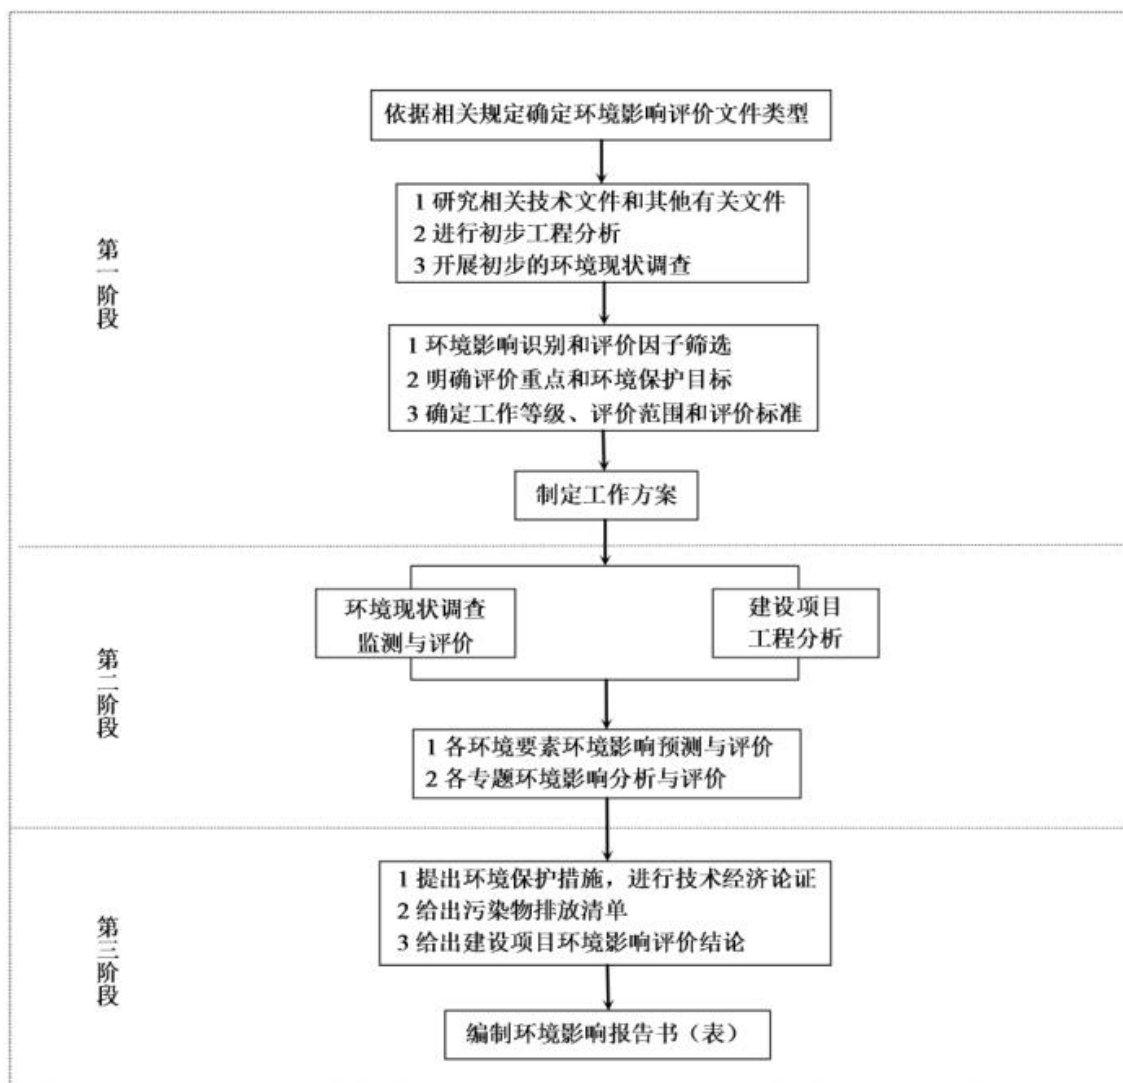 依据相关规定确定环境影响评价文件类型
第一阶段
1 研究相关技术文件和其他有关文件
2 进行初步工程分析
3 开展初步的环境现状调查
1 环境影响识别和评价因子筛选
2 明确评价重点和环境保护目标
3 确定工作等级、评价范围和评价标准
制定工作方案
第二阶段
环境现状调查
监测与评价
建设项目
工程分析
1 各环境要素环境影响预测与评价
2 各专题环境影响分析与评价
第三阶段
1 提出环境保护措施，进行技术经济论证
2 给出污染物排放清单
3 给出建设项目环境影响评价结论
编制环境影响报告书（表）